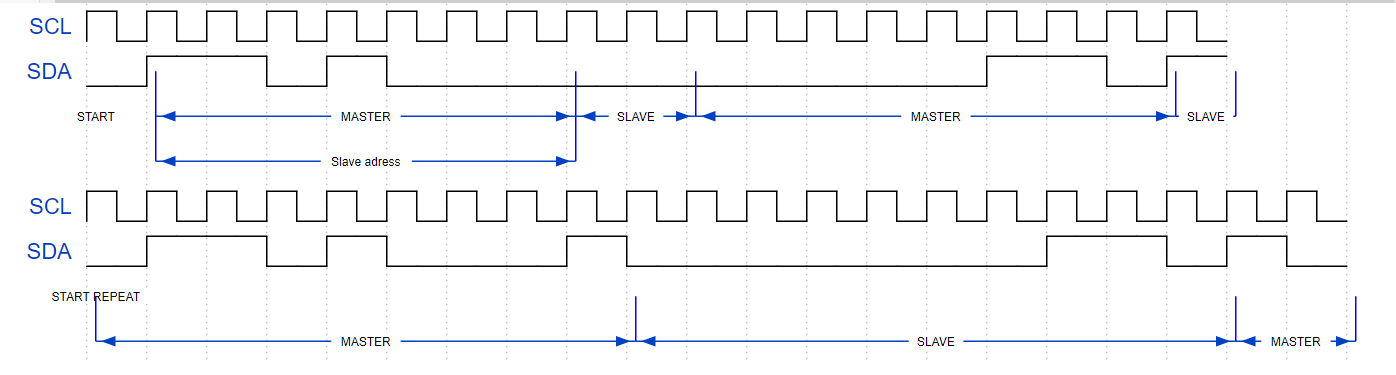 SCL
SDA
START
MASTER
SLAVE
MASTER
SLAVE
Slave adress
SCL
SDA
START REPEAT
MASTER
SLAVE
MASTER